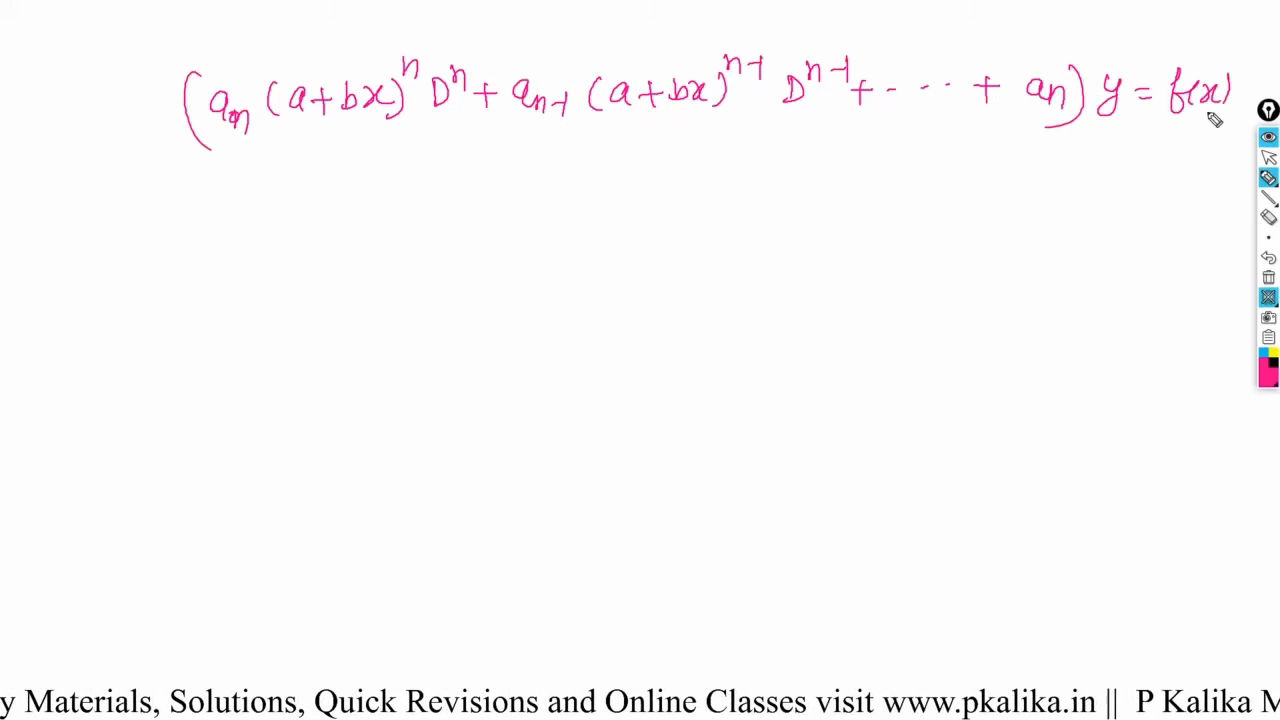 (aₙ (a+bx)ⁿ Dⁿ + aₙ₋₁ (a+bx)ⁿ⁻¹ Dⁿ⁻¹ + - - - - + an) y = f(x)
y Materials, Solutions, Quick Revisions and Online Classes visit www.pkalika.in || P Kalika M